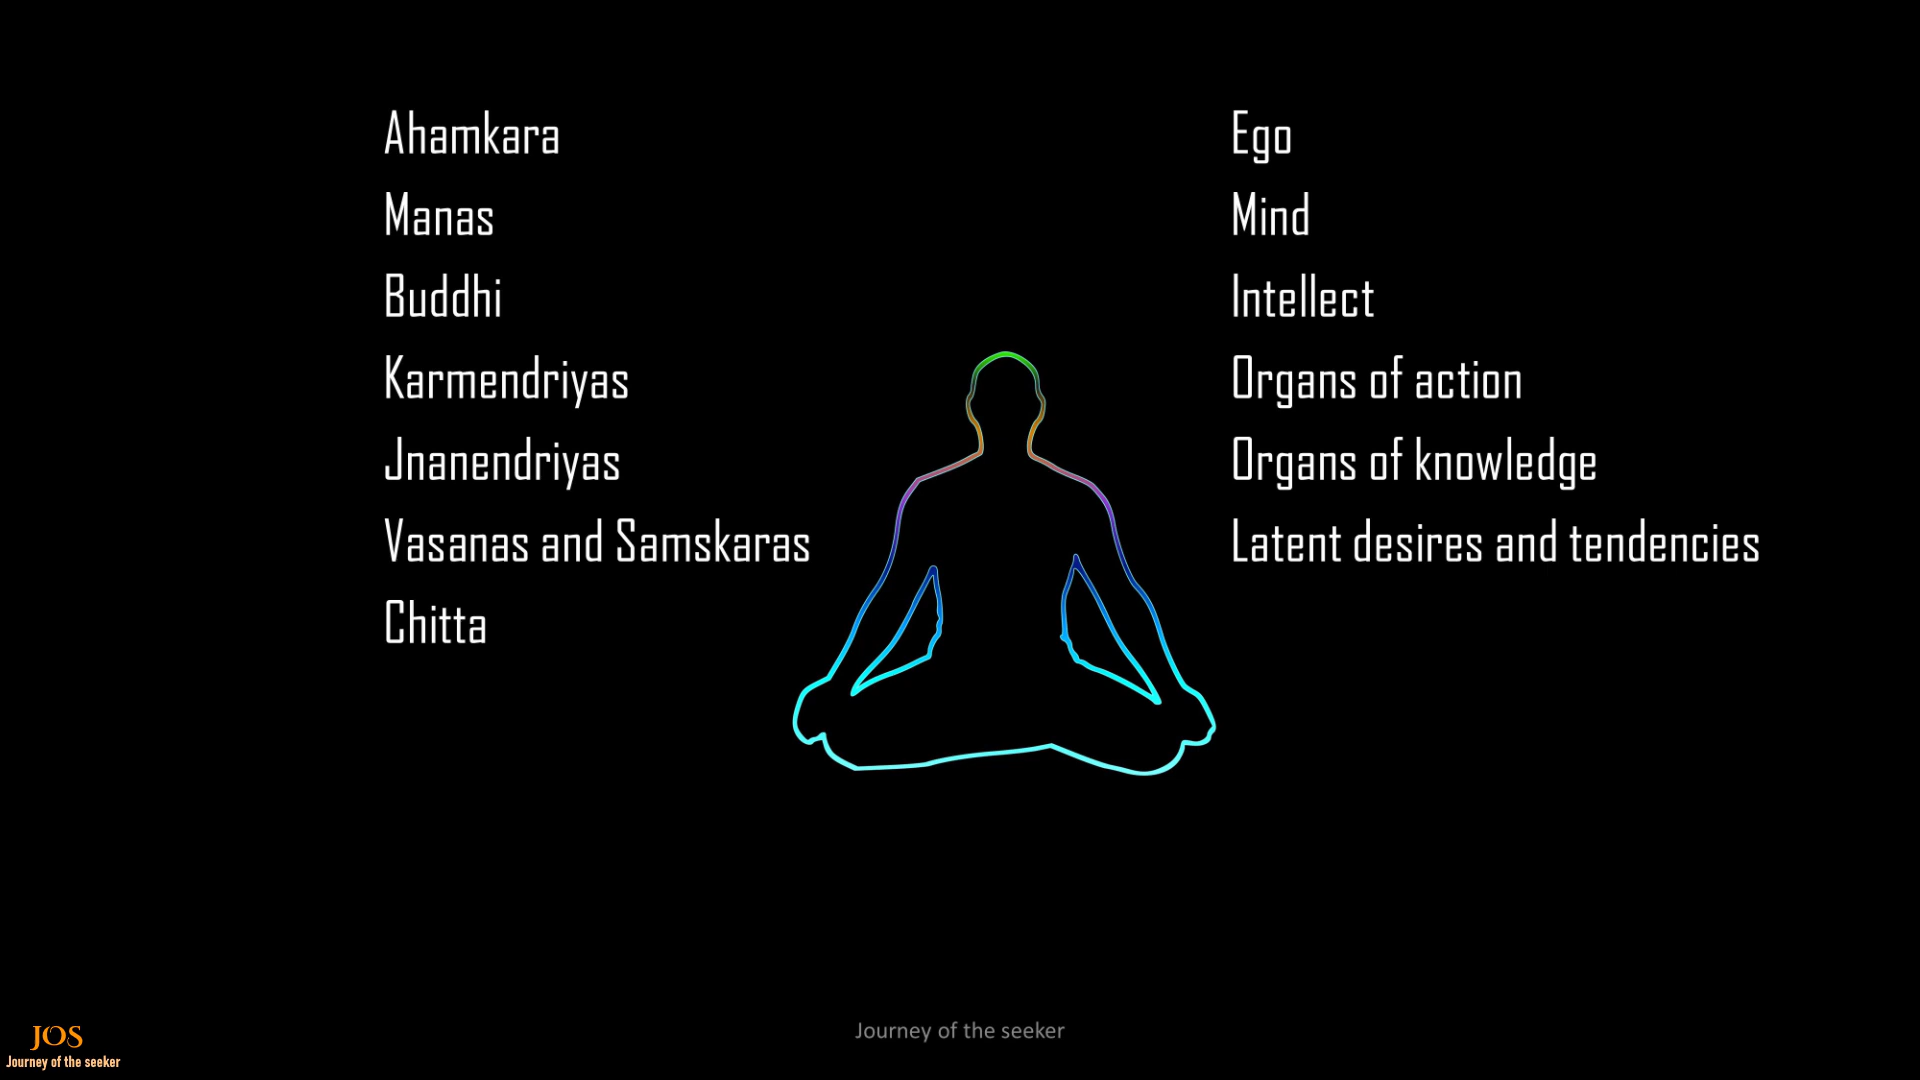 Ahamkara
Manas
Buddhi
Karmendriyas
Jnanendriyas
Vasanas and Samskaras
Chitta
Ego
Mind
Intellect
Organs of action
Organs of knowledge
Latent desires and tendencies
Journey of the seeker
JOS
Journey of the seeker